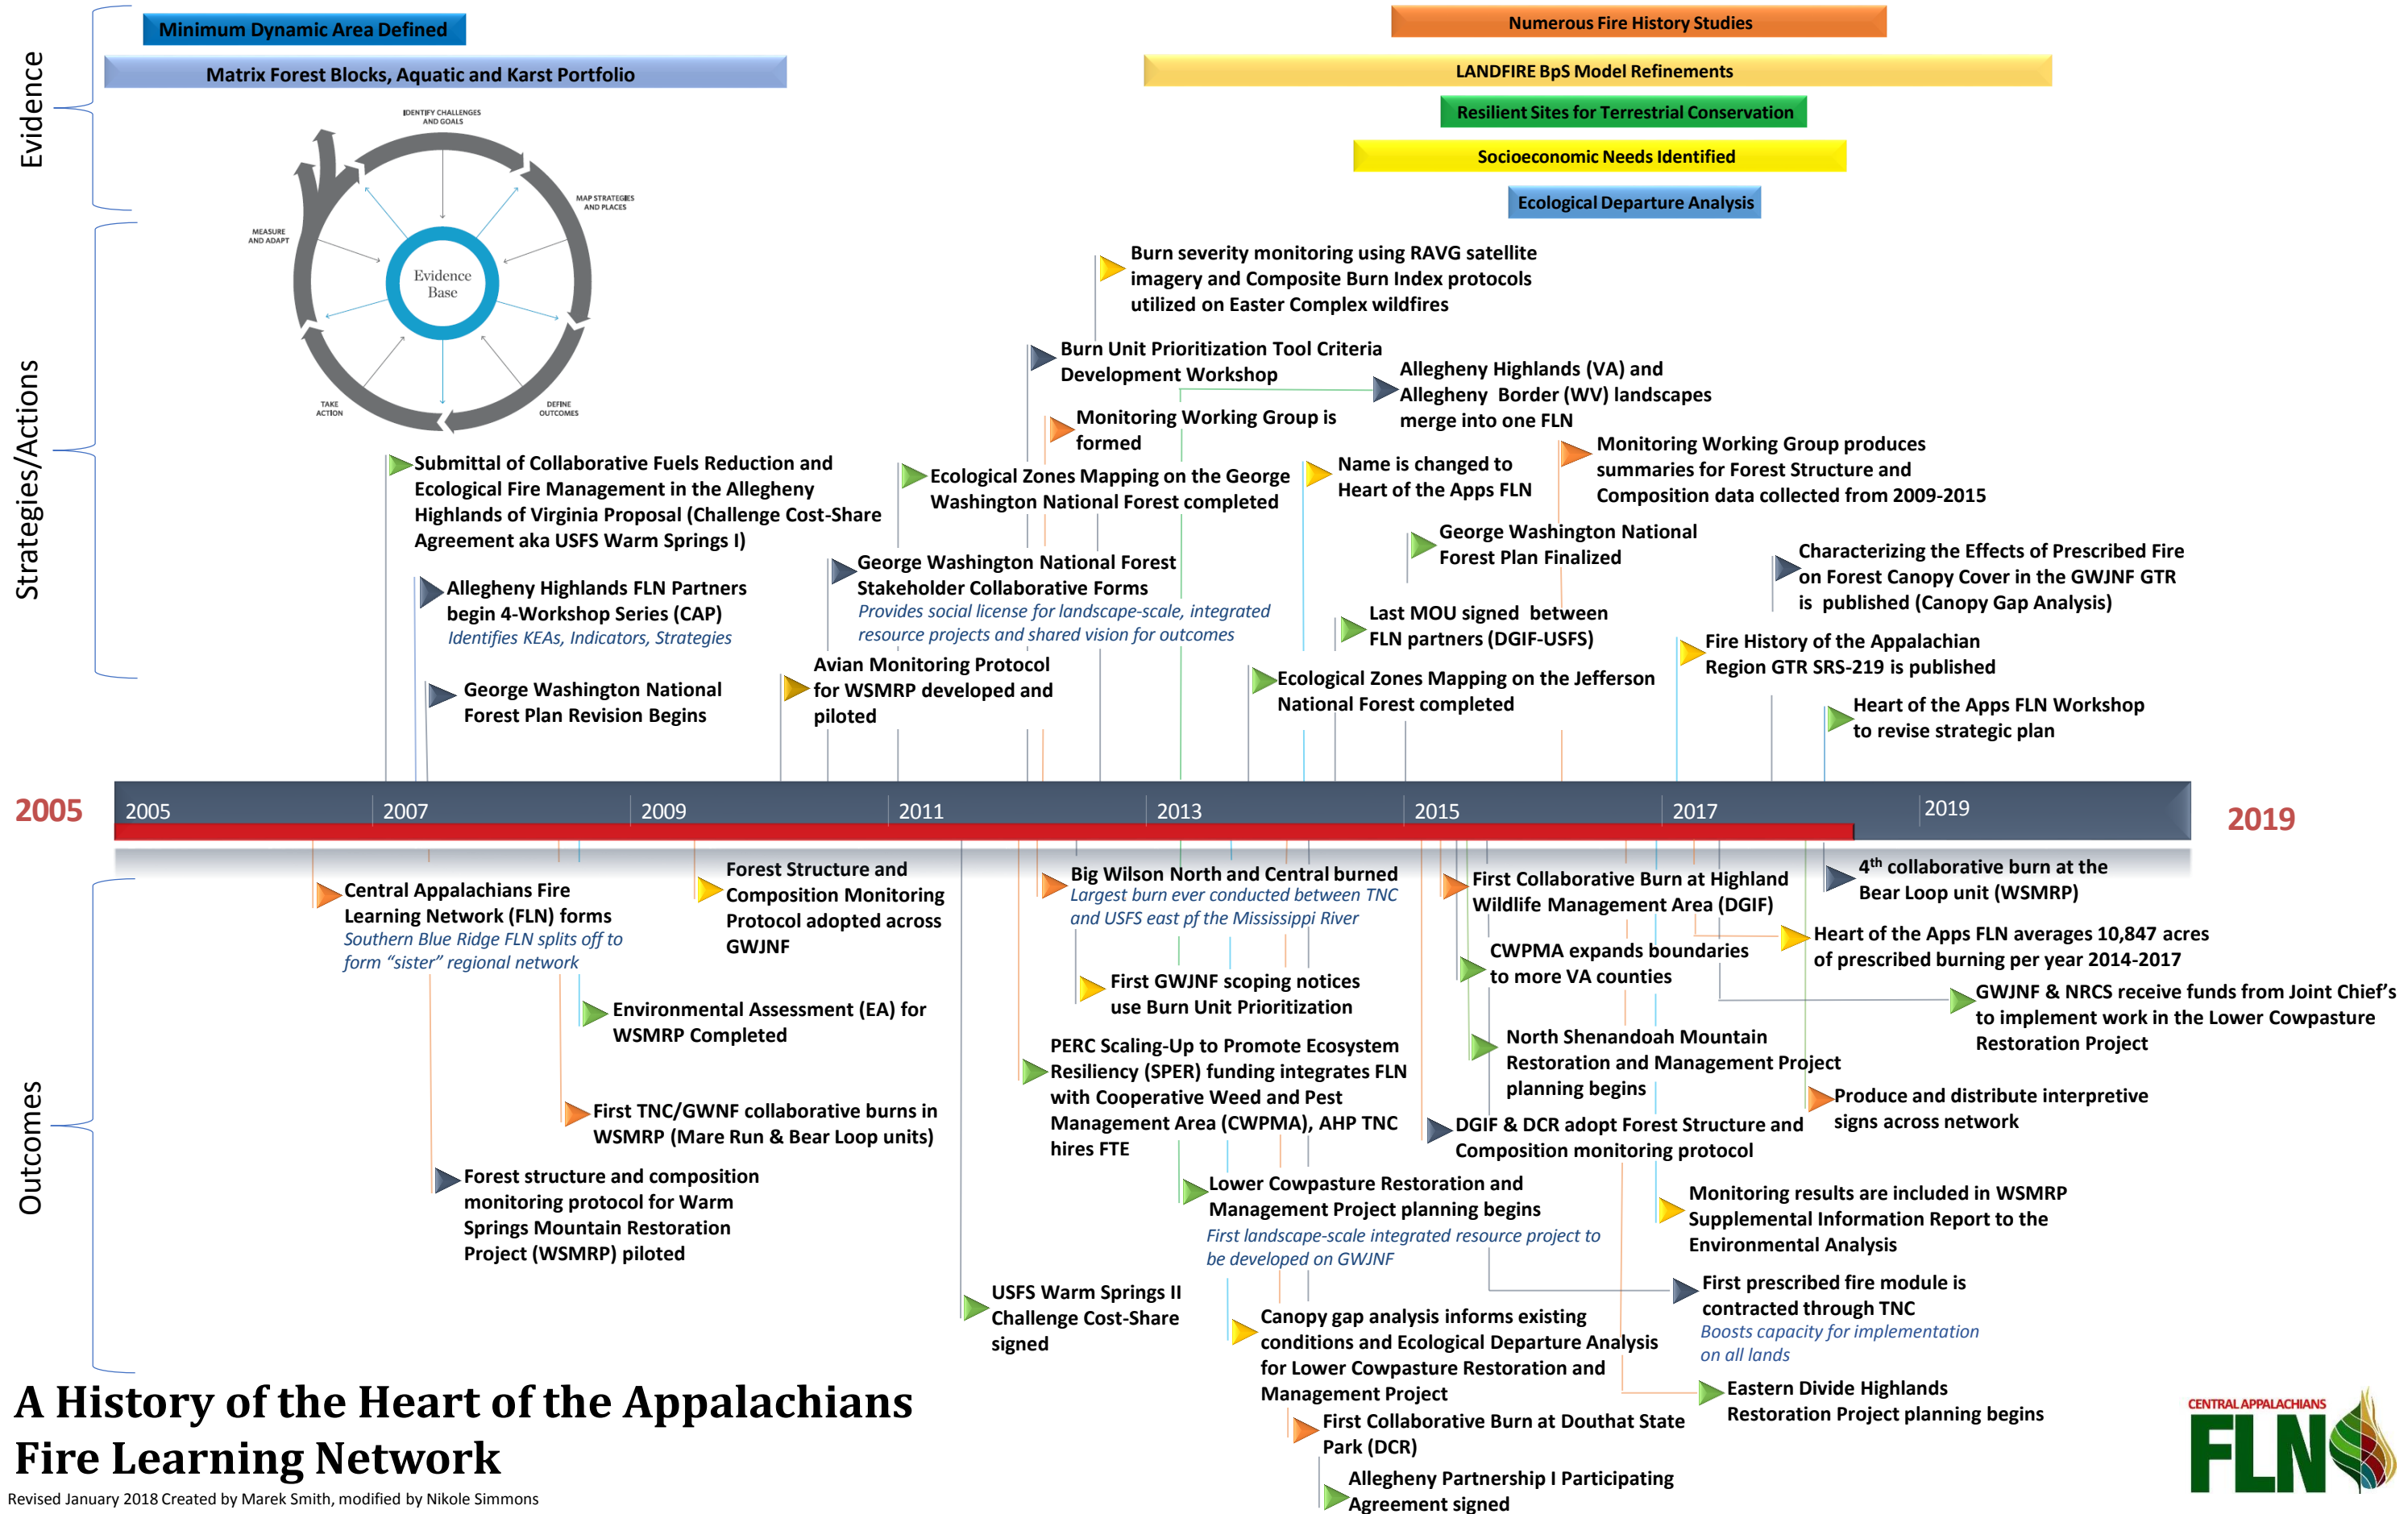 Evidence
Minimum Dynamic Area Defined
Matrix Forest Blocks, Aquatic and Karst Portfolio
Numerous Fire History Studies
LANDFIRE BpS Model Refinements
Resilient Sites for Terrestrial Conservation
Socioeconomic Needs Identified
Ecological Departure Analysis
IDENTIFY CHALLENGES
AND GOALS
MAP STRATEGIES
AND PLACES
DEFINE
OUTCOMES
TAKE
ACTION
MEASURE
AND ADAPT
Evidence
Base
Strategies/Actions
Burn severity monitoring using RAVG satellite
imagery and Composite Burn Index protocols
utilized on Easter Complex wildfires
Burn Unit Prioritization Tool Criteria
Development Workshop
Allegheny Highlands (VA) and
Allegheny Border (WV) landscapes
merge into one FLN
Monitoring Working Group is
formed
Monitoring Working Group produces
summaries for Forest Structure and
Composition data collected from 2009-2015
Submittal of Collaborative Fuels Reduction and
Ecological Fire Management in the Allegheny
Highlands of Virginia Proposal (Challenge Cost-Share
Agreement aka USFS Warm Springs I)
Ecological Zones Mapping on the George
Washington National Forest completed
Name is changed to
Heart of the Apps FLN
George Washington National
Forest Plan Finalized
Characterizing the Effects of Prescribed Fire
on Forest Canopy Cover in the GWJNF GTR
is published (Canopy Gap Analysis)
Allegheny Highlands FLN Partners
begin 4-Workshop Series (CAP)
Identifies KEAs, Indicators, Strategies
George Washington National Forest
Stakeholder Collaborative Forms
Provides social license for landscape-scale, integrated
resource projects and shared vision for outcomes
Last MOU signed between
FLN partners (DGIF-USFS)
Fire History of the Appalachian
Region GTR SRS-219 is published
George Washington National
Forest Plan Revision Begins
Avian Monitoring Protocol
for WSMRP developed and
piloted
Ecological Zones Mapping on the Jefferson
National Forest completed
Heart of the Apps FLN Workshop
to revise strategic plan
2005
2005
2007
2009
2011
2013
2015
2017
2019
2019
Outcomes
Central Appalachians Fire
Learning Network (FLN) forms
Southern Blue Ridge FLN splits off to
form “sister” regional network
Forest Structure and
Composition Monitoring
Protocol adopted across
GWJNF
Big Wilson North and Central burned
Largest burn ever conducted between TNC
and USFS east pf the Mississippi River
First Collaborative Burn at Highland
Wildlife Management Area (DGIF)
4th collaborative burn at the
Bear Loop unit (WSMRP)
Heart of the Apps FLN averages 10,847 acres
of prescribed burning per year 2014-2017
CWPMA expands boundaries
to more VA counties
First GWJNF scoping notices
use Burn Unit Prioritization
GWJNF & NRCS receive funds from Joint Chief’s
to implement work in the Lower Cowpasture
Restoration Project
Environmental Assessment (EA) for
WSMRP Completed
North Shenandoah Mountain
Restoration and Management Project
planning begins
PERC Scaling-Up to Promote Ecosystem
Resiliency (SPER) funding integrates FLN
with Cooperative Weed and Pest
Management Area (CWPMA), AHP TNC
hires FTE
First TNC/GWNF collaborative burns in
WSMRP (Mare Run & Bear Loop units)
Produce and distribute interpretive
signs across network
DGIF & DCR adopt Forest Structure and
Composition monitoring protocol
Forest structure and composition
monitoring protocol for Warm
Springs Mountain Restoration
Project (WSMRP) piloted
Lower Cowpasture Restoration and
Management Project planning begins
First landscape-scale integrated resource project to
be developed on GWJNF
Monitoring results are included in WSMRP
Supplemental Information Report to the
Environmental Analysis
USFS Warm Springs II
Challenge Cost-Share
signed
First prescribed fire module is
contracted through TNC
Boosts capacity for implementation
on all lands
Canopy gap analysis informs existing
conditions and Ecological Departure Analysis
for Lower Cowpasture Restoration and
Management Project
Eastern Divide Highlands
Restoration Project planning begins
First Collaborative Burn at Douthat State
Park (DCR)
Allegheny Partnership I Participating
Agreement signed
A History of the Heart of the Appalachians
Fire Learning Network
Revised January 2018 Created by Marek Smith, modified by Nikole Simmons
CENTRAL APPALACHIANS
FLN